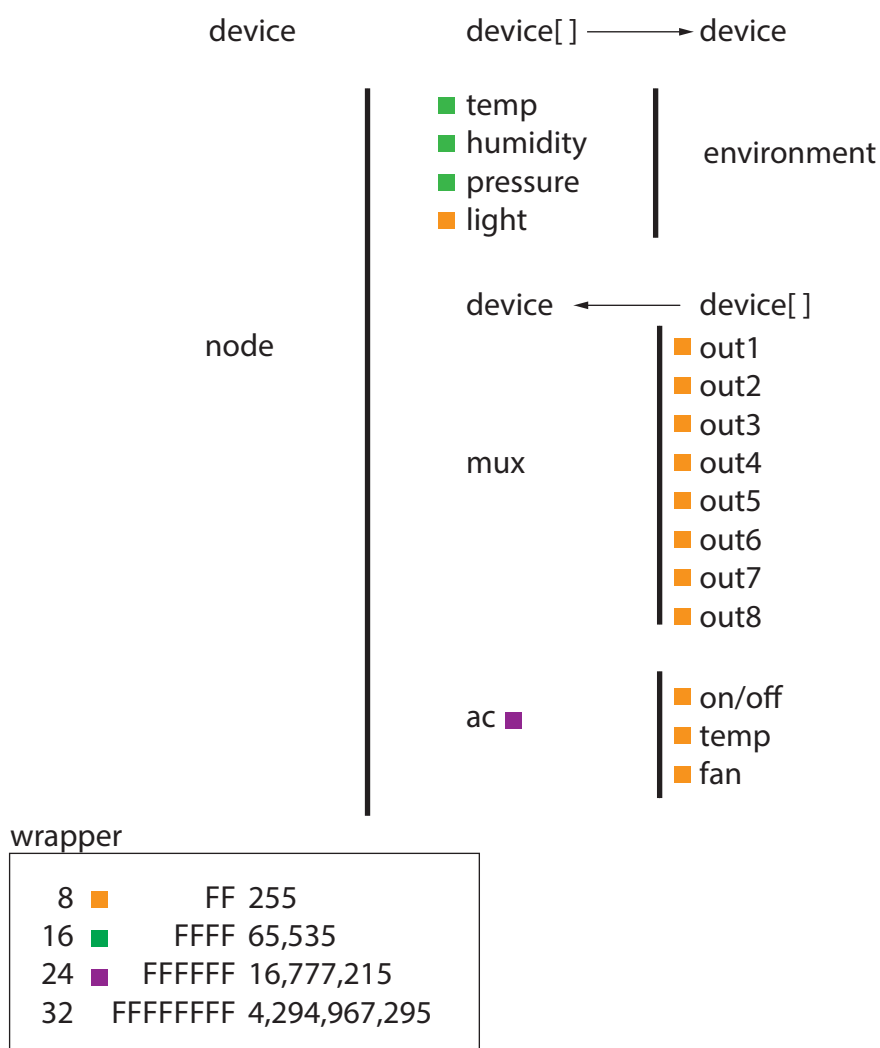 device device[ ] device
temp
humidity
environment
pressure
light
device device[ ]
node
out1
out2
out3
out4
mux
out5
out6
out7
out8
on/off
ac
temp
fan
wrapper
8 FF 255
16 FFFF 65,535
24 FFFFFF 16,777,215
32 FFFFFFFF 4,294,967,295